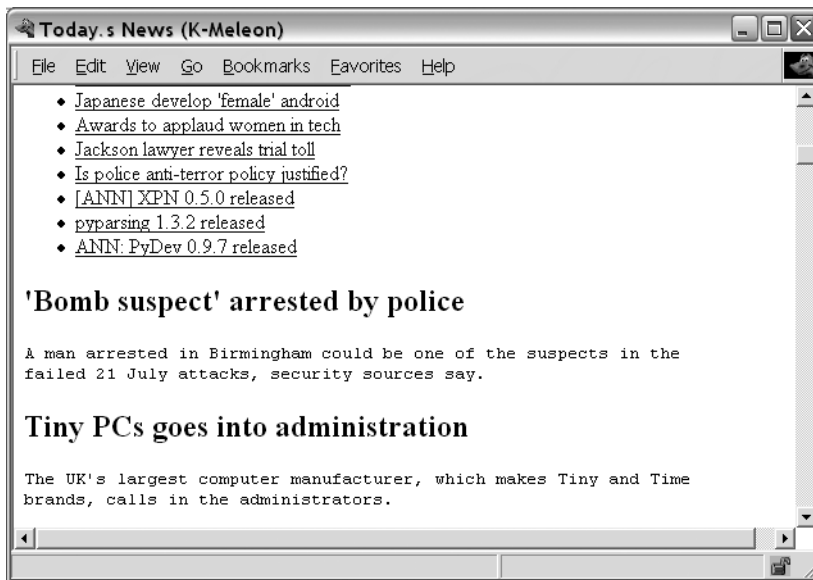 Today.s News (K-Meleon)
File Edit View Go Bookmarks Favorites Help
Japanese develop 'female' android
Awards to applaud women in tech
Jackson lawyer reveals trial toll
Is police anti-terror policy justified?
[ANN] XPN 0.5.0 released
pyparsing 1.3.2 released
ANN: PyDev 0.9.7 released
'Bomb suspect' arrested by police
A man arrested in Birmingham could be one of the suspects in the
failed 21 July attacks, security sources say.
Tiny PCs goes into administration
The UK's largest computer manufacturer, which makes Tiny and Time
brands, calls in the administrators.